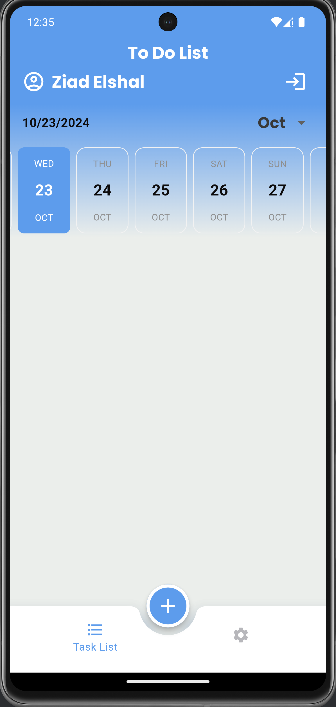 12:35
To Do List
Ziad Elshal
10/23/2024 Oct
WED THU FRI SAT SUN
23 24 25 26 27
OCT OCT OCT OCT OCT
Task List